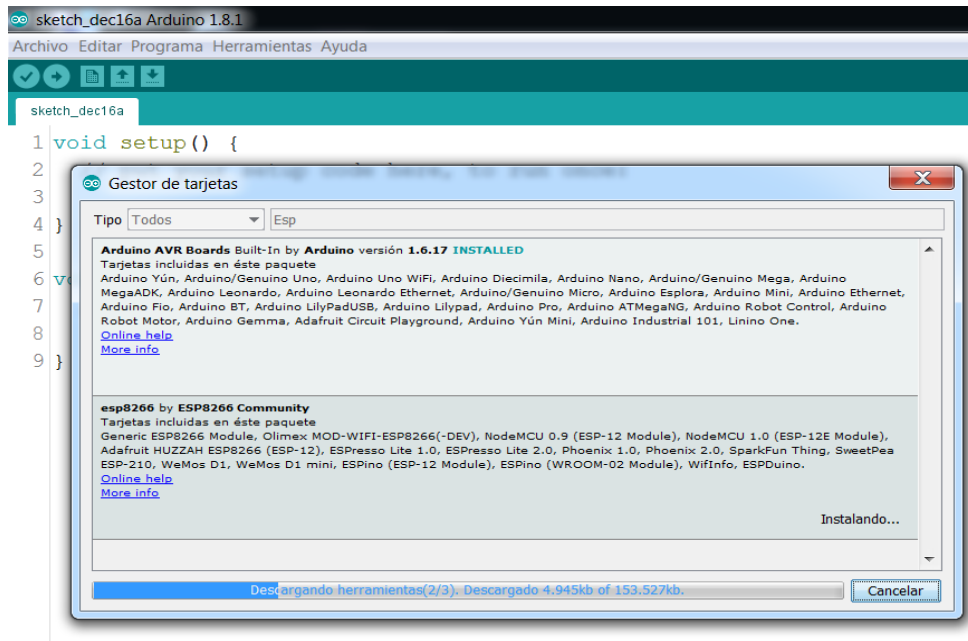 sketch_dec16a Arduino 1.8.1
Archivo Editar Programa Herramientas Ayuda
sketch_dec16a
1 void setup() {
2
3
4 }
5
6 vo
7
8
9 }
Gestor de tarjetas
Tipo Todos Esp
Arduino AVR Boards Built-In by Arduino versión 1.6.17 INSTALLED
Tarjetas incluidas en éste paquete
Arduino Yún, Arduino/Genuino Uno, Arduino Uno WiFi, Arduino Diecimila, Arduino Nano, Arduino/Genuino Mega, Arduino
MegaADK, Arduino Leonardo, Arduino Leonardo Ethernet, Arduino/Genuino Micro, Arduino Esplora, Arduino Mini, Arduino Ethernet,
Arduino Fio, Arduino BT, Arduino LilyPadUSB, Arduino Lilypad, Arduino Pro, Arduino ATMegaNG, Arduino Robot Control, Arduino
Robot Motor, Arduino Gemma, Adafruit Circuit Playground, Arduino Yún Mini, Arduino Industrial 101, Linino One.
Online help
More info
esp8266 by ESP8266 Community
Tarjetas incluidas en éste paquete
Generic ESP8266 Module, Olimex MOD-WIFI-ESP8266(-DEV), NodeMCU 0.9 (ESP-12 Module), NodeMCU 1.0 (ESP-12E Module),
Adafruit HUZZAH ESP8266 (ESP-12), ESPresso Lite 1.0, ESPresso Lite 2.0, Phoenix 1.0, Phoenix 2.0, SparkFun Thing, SweetPea
ESP-210, WeMos D1, WeMos D1 mini, ESPino (ESP-12 Module), ESPino (WROOM-02 Module), WifInfo, ESPDuino.
Online help
More info
Instalando...
Descargando herramientas(2/3). Descargado 4.945kb of 153.527kb.
Cancelar